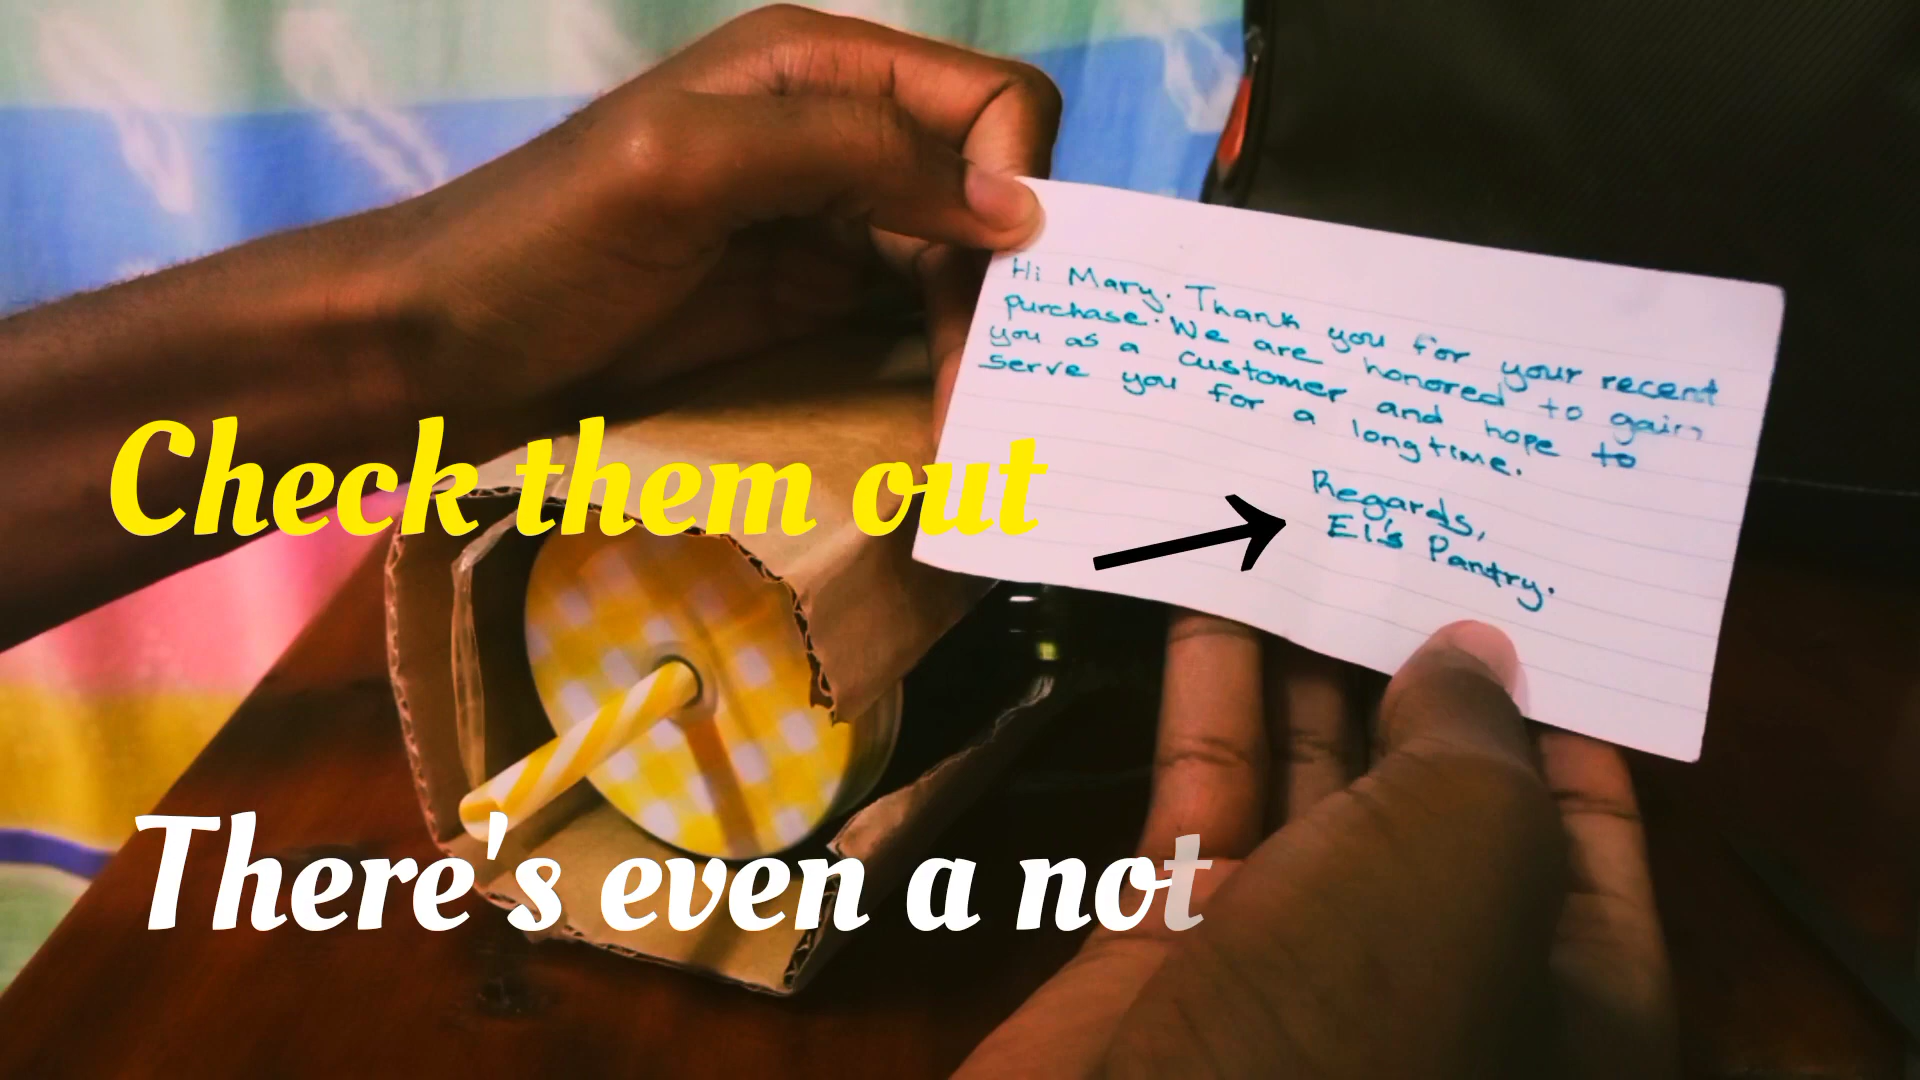 Hi Mary. Thank you for your recent
purchase. We are honored to gain
you as a customer and hope to
serve you for a longtime.
Regards,
El's Pantry.
Check them out
There's even a not